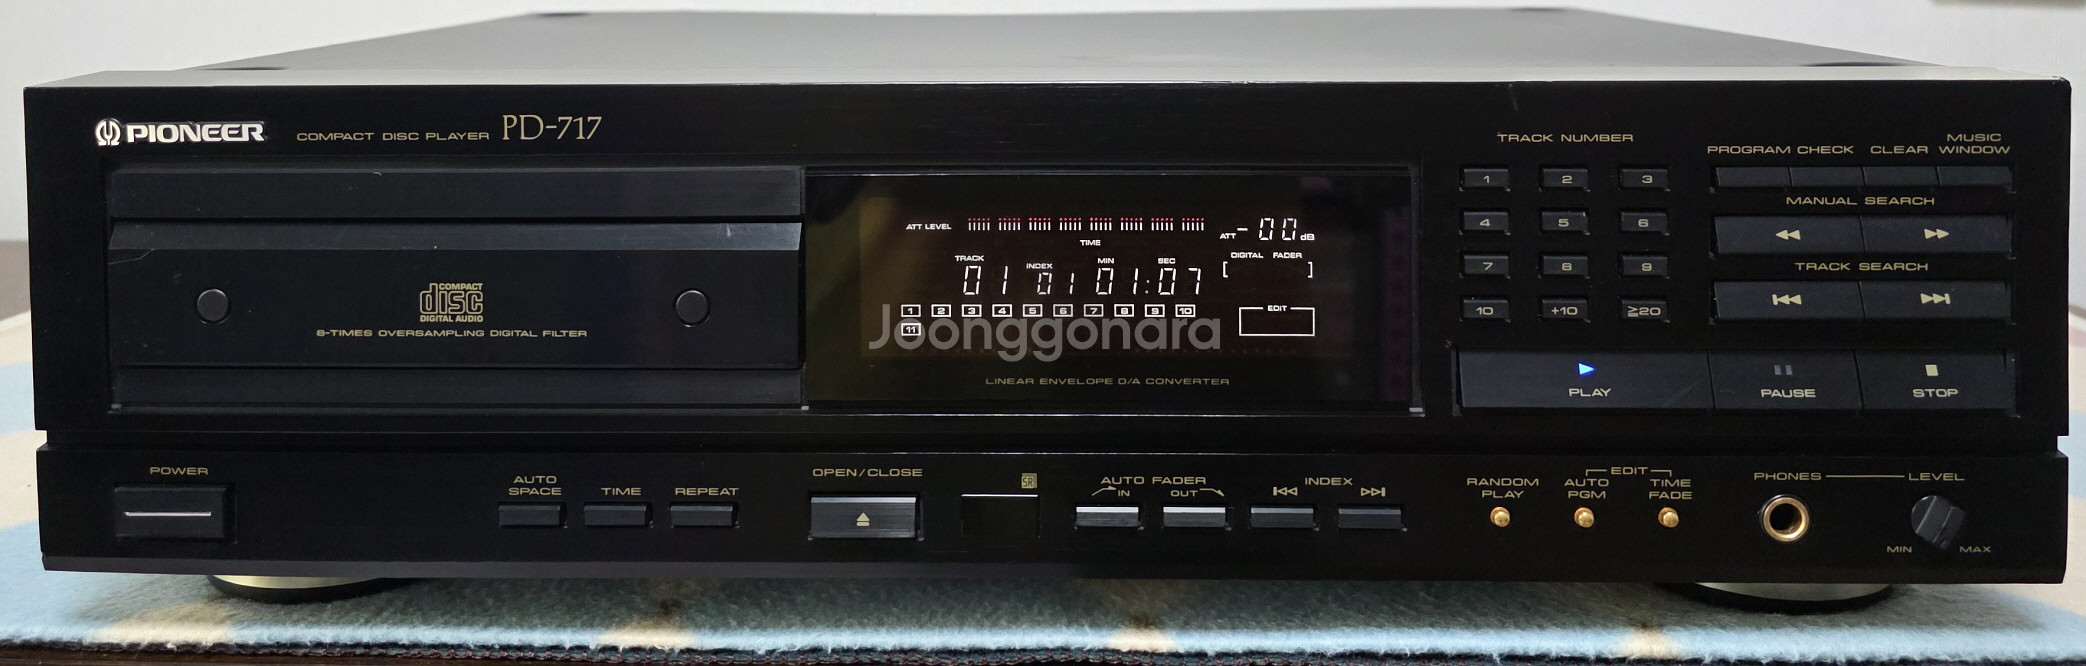 PIONEER COMPACT DISC PLAYER PD-717
COMPACT
disc
DIGITAL AUDIO
8-TIMES OVERSAMPLING DIGITAL FILTER
ATT LEVEL
ATT -00 dB
TIME
TRACK INDEX MIN SEC
01 01 01:07
DIGITAL FADER
[ ]
1 2 3 4 5 6 7 8 9 10
11
EDIT
Joonggonara
LINEAR ENVELOPE D/A CONVERTER
TRACK NUMBER
1 2 3
4 5 6
7 8 9
10 +10 ≧20
PROGRAM CHECK CLEAR MUSIC WINDOW
MANUAL SEARCH
◀◀ ▶▶
TRACK SEARCH
|◀◀ ▶▶|
PLAY PAUSE STOP
POWER
AUTO SPACE
TIME
REPEAT
OPEN/CLOSE
SR
AUTO FADER
IN OUT
INDEX
|◀◀ ▶▶|
RANDOM PLAY
EDIT
AUTO PGM
TIME FADE
PHONES LEVEL
MIN MAX